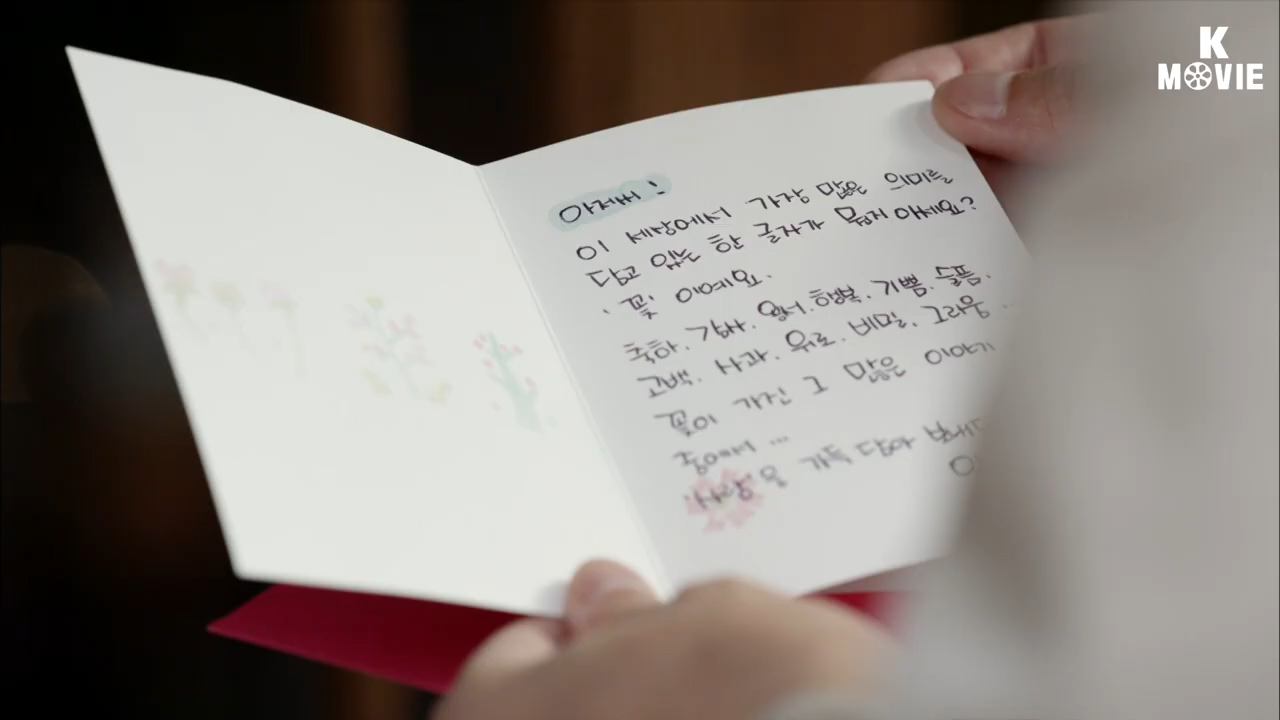 K
MOVIE
아저씨!
이 세상에서 가장 많은 의미를
담고 있는 한 글자가 뭔지 아세요?
. 꽃 이에요.
축하. 감사. 용서. 행복. 기쁨. 슬픔.
고백. 사과. 위로. 비밀. 그리움 ..
꽃이 가진 그 많은 이야기
중에서 ...
사랑을 가득 담아 보내